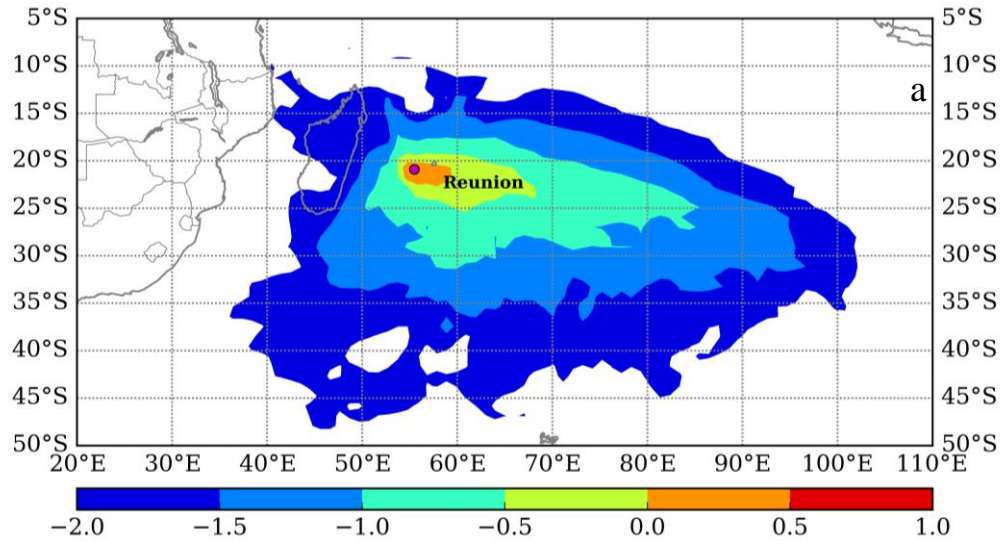 5°S 5°S
10°S 10°S
a
15°S 15°S
20°S 20°S
Reunion
25°S 25°S
30°S 30°S
35°S 35°S
40°S 40°S
45°S 45°S
50°S 50°S
20°E 30°E 40°E 50°E 60°E 70°E 80°E 90°E 100°E 110°E
−2.0 −1.5 −1.0 −0.5 0.0 0.5 1.0